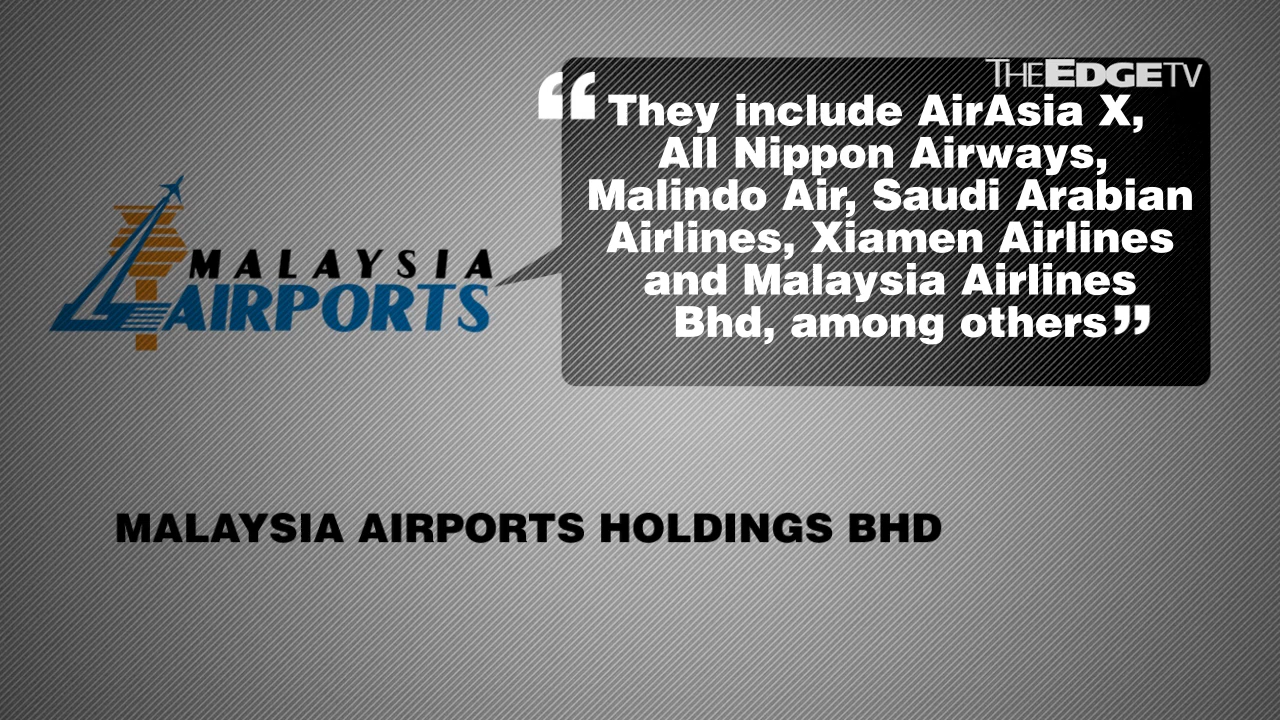 THEEDGETV
“They include AirAsia X,
All Nippon Airways,
Malindo Air, Saudi Arabian
Airlines, Xiamen Airlines
and Malaysia Airlines
Bhd, among others”
MALAYSIA
AIRPORTS
MALAYSIA AIRPORTS HOLDINGS BHD